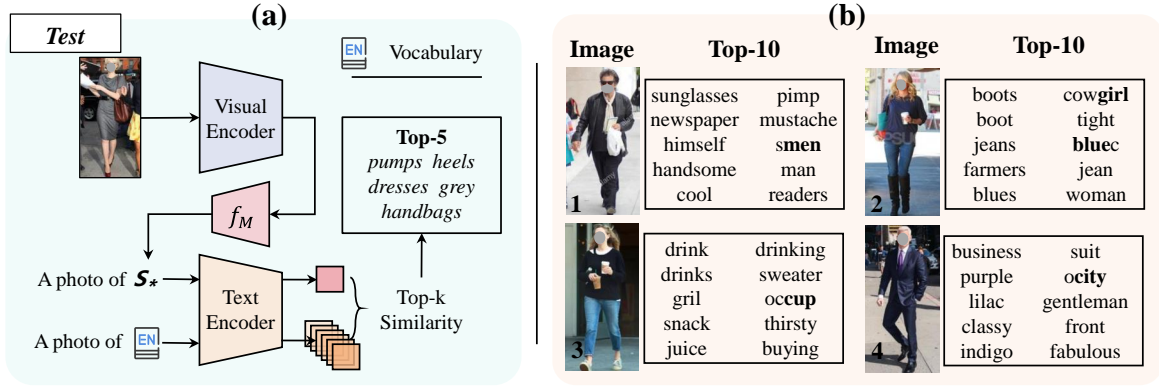 (a)
Test
EN Vocabulary
Visual
Encoder
Top-5
pumps heels
dresses grey
handbags
f_M
A photo of S*
Text
Encoder
Top-k
Similarity
A photo of EN
(b)
Image Top-10
1
sunglasses pimp
newspaper mustache
himself smen
handsome man
cool readers
Image Top-10
2
boots cowgirl
boot tight
jeans bluec
farmers jean
blues woman
3
drink drinking
drinks sweater
gril occup
snack thirsty
juice buying
4
business suit
purple ocity
lilac gentleman
classy front
indigo fabulous